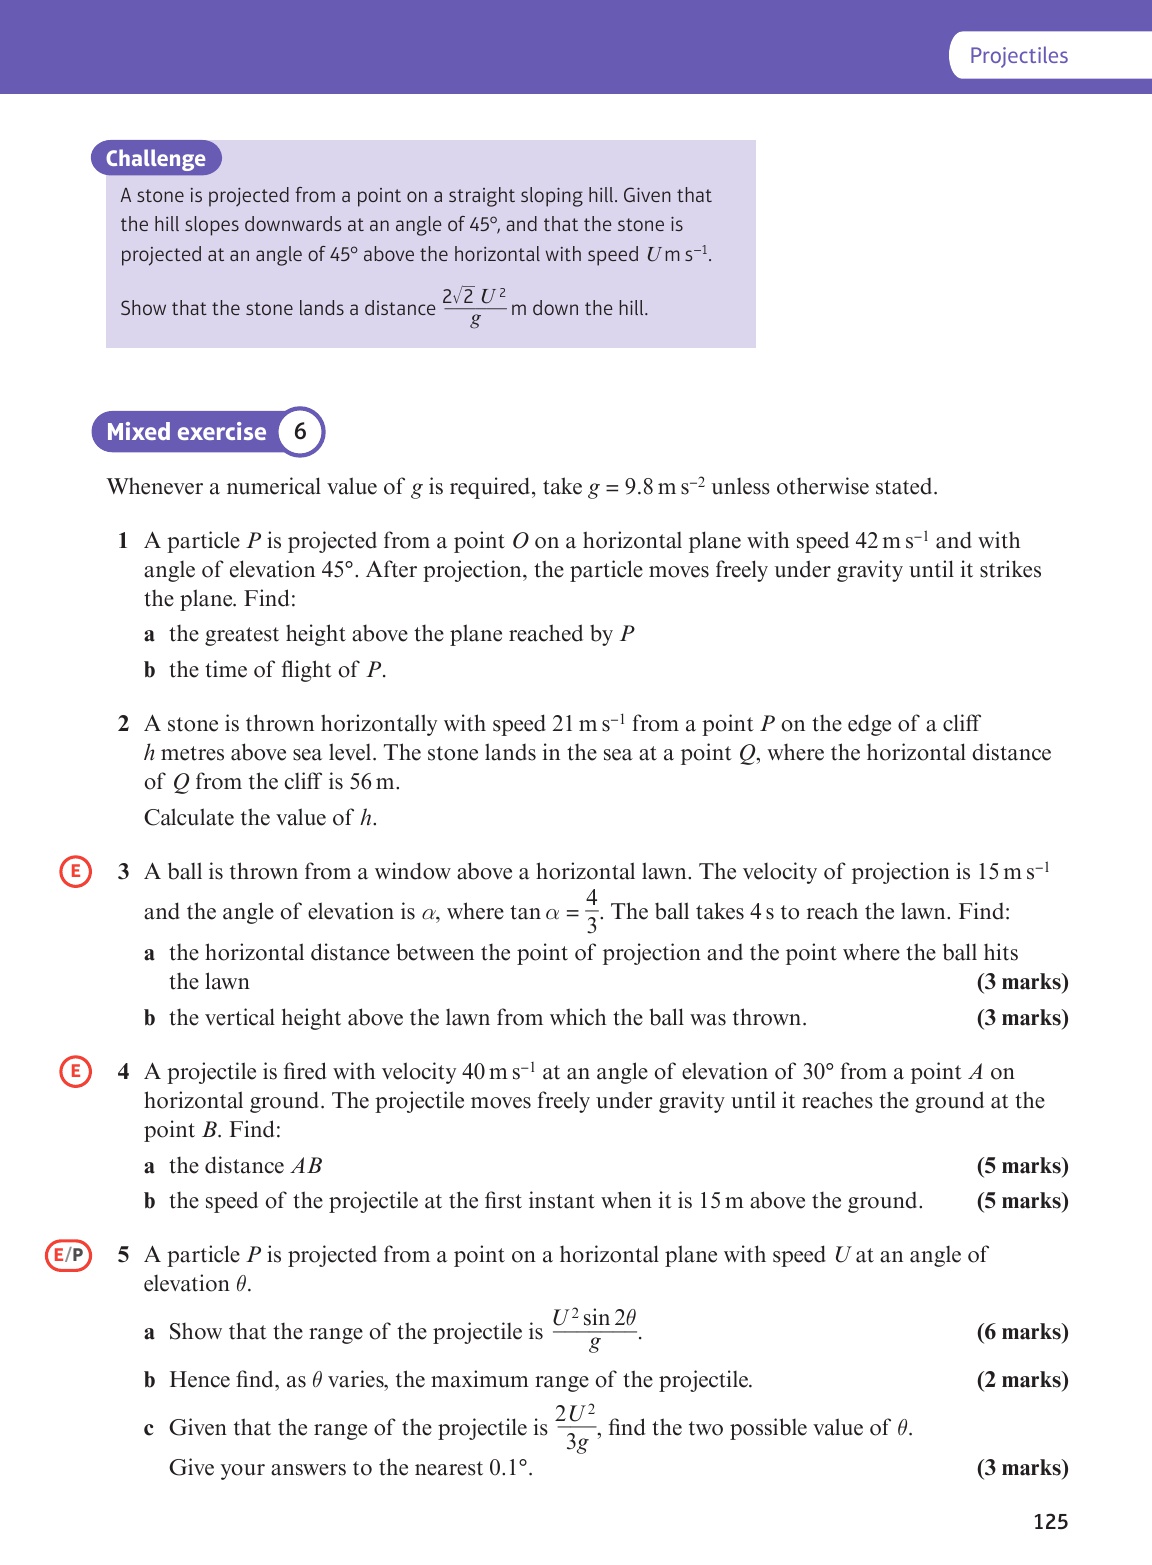 Projectiles
Challenge
A stone is projected from a point on a straight sloping hill. Given that
the hill slopes downwards at an angle of 45°, and that the stone is
projected at an angle of 45° above the horizontal with speed U m s⁻¹.
Show that the stone lands a distance 2√2 U²/g m down the hill.
Mixed exercise 6
Whenever a numerical value of g is required, take g = 9.8 m s⁻² unless otherwise stated.
1 A particle P is projected from a point O on a horizontal plane with speed 42 m s⁻¹ and with
angle of elevation 45°. After projection, the particle moves freely under gravity until it strikes
the plane. Find:
a the greatest height above the plane reached by P
b the time of flight of P.
2 A stone is thrown horizontally with speed 21 m s⁻¹ from a point P on the edge of a cliff
h metres above sea level. The stone lands in the sea at a point Q, where the horizontal distance
of Q from the cliff is 56 m.
Calculate the value of h.
E 3 A ball is thrown from a window above a horizontal lawn. The velocity of projection is 15 m s⁻¹
and the angle of elevation is α, where tan α = 4/3. The ball takes 4 s to reach the lawn. Find:
a the horizontal distance between the point of projection and the point where the ball hits
the lawn (3 marks)
b the vertical height above the lawn from which the ball was thrown. (3 marks)
E 4 A projectile is fired with velocity 40 m s⁻¹ at an angle of elevation of 30° from a point A on
horizontal ground. The projectile moves freely under gravity until it reaches the ground at the
point B. Find:
a the distance AB (5 marks)
b the speed of the projectile at the first instant when it is 15 m above the ground. (5 marks)
E/P 5 A particle P is projected from a point on a horizontal plane with speed U at an angle of
elevation θ.
a Show that the range of the projectile is U² sin 2θ/g. (6 marks)
b Hence find, as θ varies, the maximum range of the projectile. (2 marks)
c Given that the range of the projectile is 2U²/3g, find the two possible value of θ.
Give your answers to the nearest 0.1°. (3 marks)
125